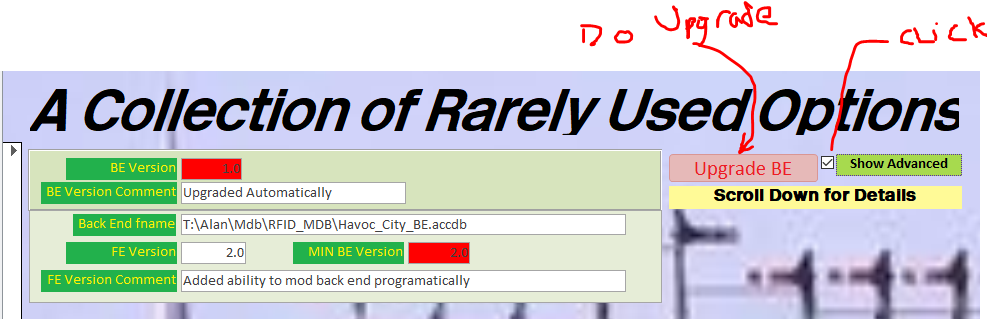 Do Upgrade
CLICK
A Collection of Rarely Used Options
BE Version 1.0
Upgrade BE
Show Advanced
BE Version Comment Upgraded Automatically
Scroll Down for Details
Back End fname T:\Alan\Mdb\RFID_MDB\Havoc_City_BE.accdb
FE Version 2.0 MIN BE Version 2.0
FE Version Comment Added ability to mod back end programatically